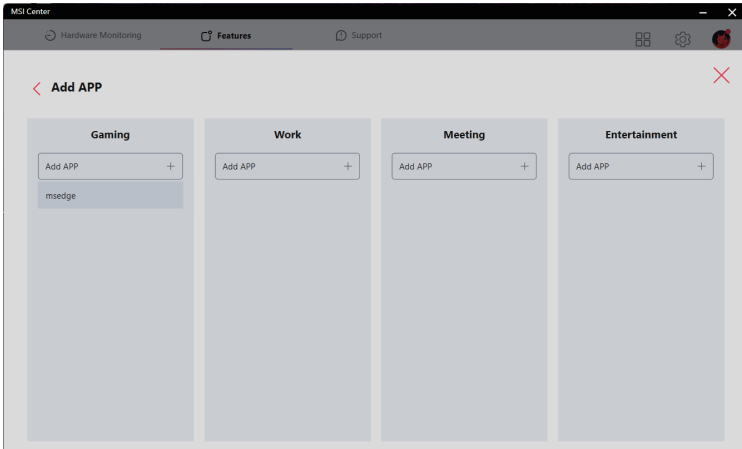 MSI Center
Hardware Monitoring
Features
Support
Add APP
Gaming
Work
Meeting
Entertainment
Add APP
Add APP
Add APP
Add APP
msedge